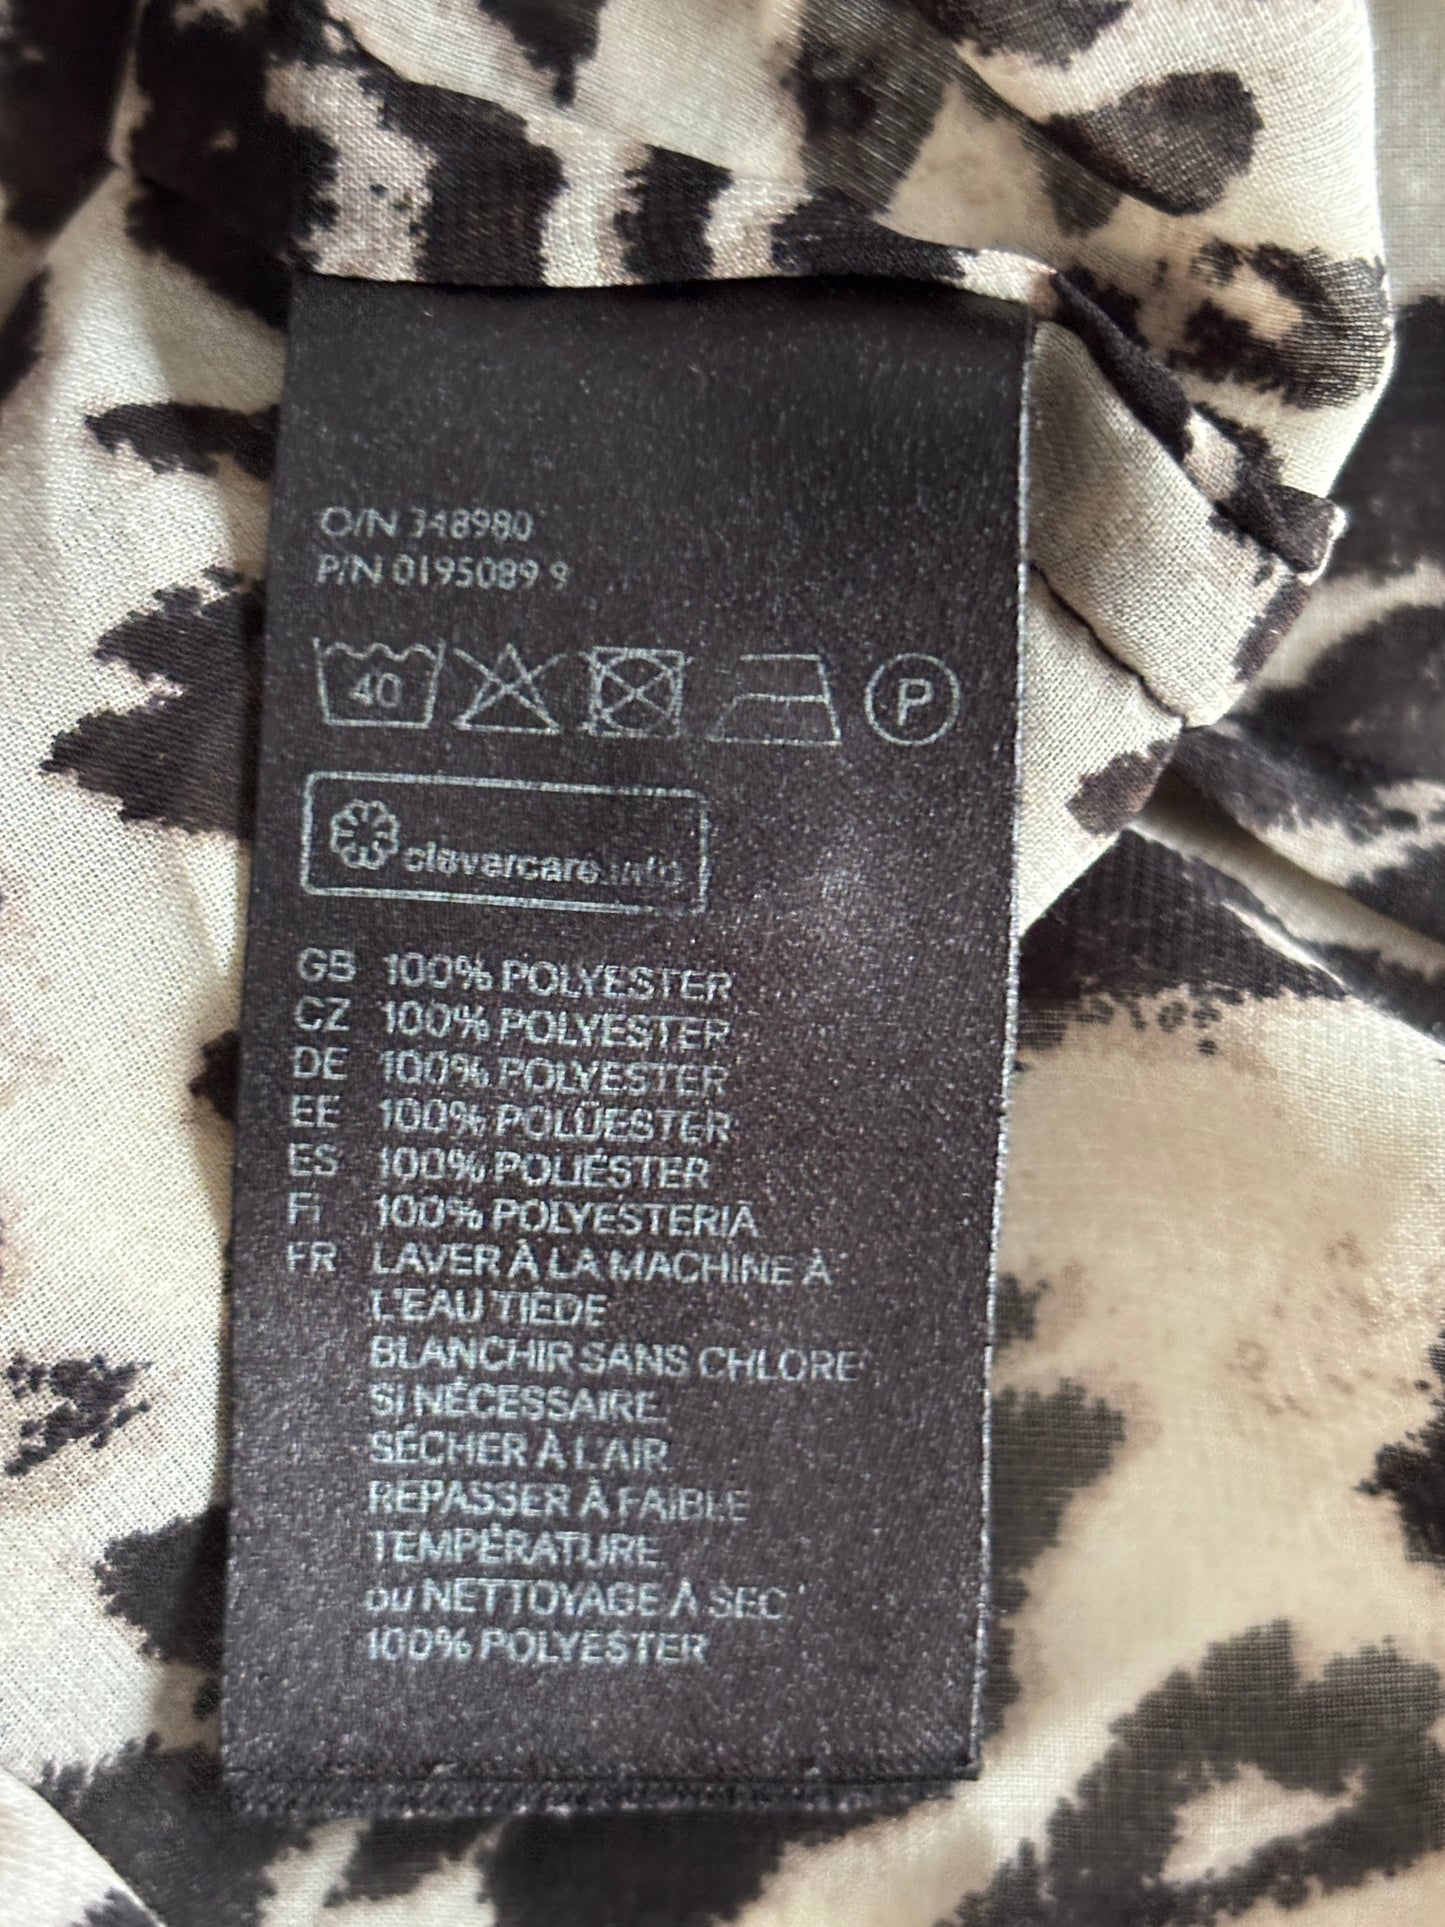 O/N 348980
P/N 0195089 9
40
P
clevercare.info
GB 100% POLYESTER
CZ 100% POLYESTER
DE 100% POLYESTER
EE 100% POLÜESTER
ES 100% POLIÉSTER
FI 100% POLYESTERIÄ
FR LAVER À LA MACHINE À
L'EAU TIÈDE
BLANCHIR SANS CHLORE
SI NÉCESSAIRE
SÉCHER À L'AIR
REPASSER À FAIBLE
TEMPÉRATURE
ou NETTOYAGE À SEC
100% POLYESTER